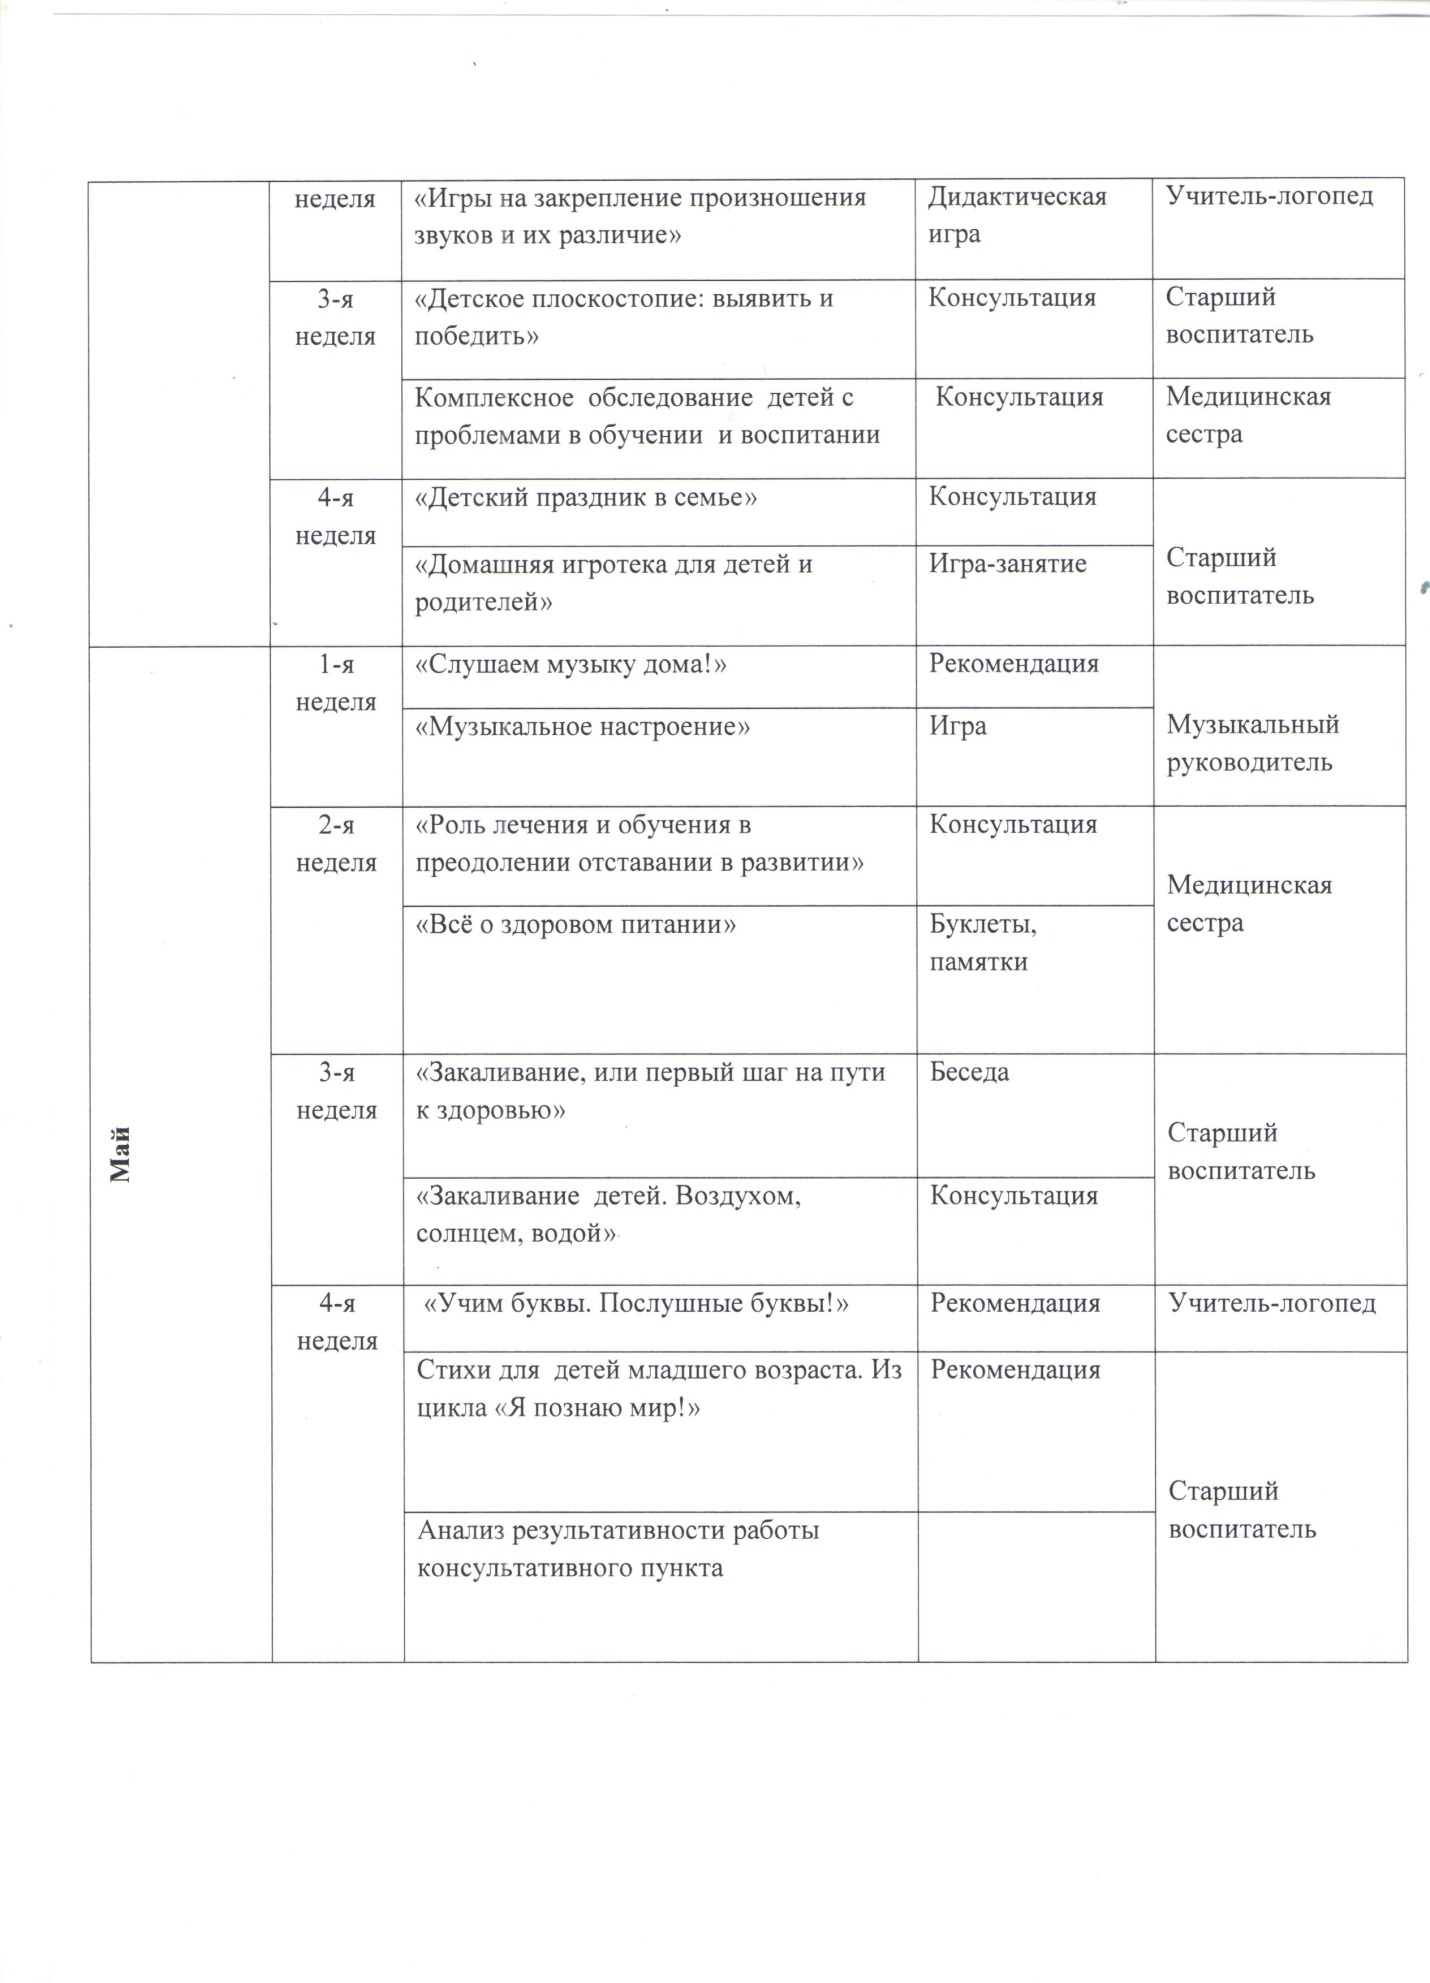 неделя
«Игры на закрепление произношения
звуков и их различие»
Дидактическая
игра
Учитель-логопед
3-я
неделя
«Детское плоскостопие: выявить и
победить»
Консультация
Старший
воспитатель
Комплексное обследование детей с
проблемами в обучении и воспитании
Консультация
Медицинская
сестра
4-я
неделя
«Детский праздник в семье»
Консультация
«Домашняя игротека для детей и
родителей»
Игра-занятие
Старший
воспитатель
Май
1-я
неделя
«Слушаем музыку дома!»
Рекомендация
«Музыкальное настроение»
Игра
Музыкальный
руководитель
2-я
неделя
«Роль лечения и обучения в
преодолении отставании в развитии»
Консультация
«Всё о здоровом питании»
Буклеты,
памятки
Медицинская
сестра
3-я
неделя
«Закаливание, или первый шаг на пути
к здоровью»
Беседа
«Закаливание детей. Воздухом,
солнцем, водой»
Консультация
Старший
воспитатель
4-я
неделя
«Учим буквы. Послушные буквы!»
Рекомендация
Учитель-логопед
Стихи для детей младшего возраста. Из
цикла «Я познаю мир!»
Рекомендация
Анализ результативности работы
консультативного пункта
Старший
воспитатель